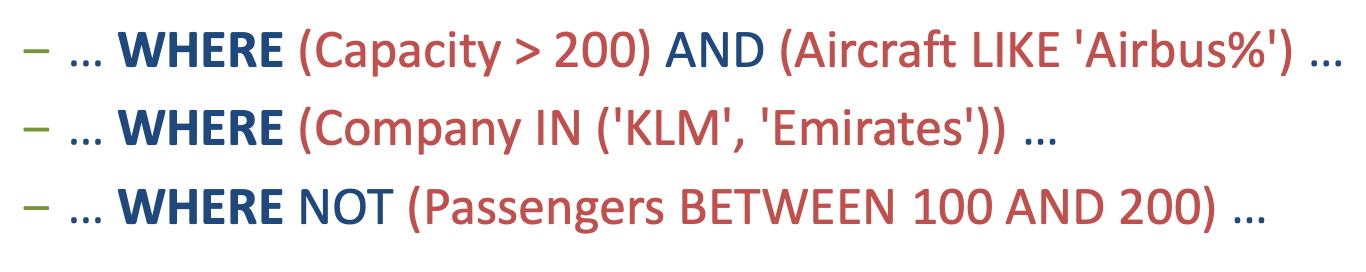 – … WHERE (Capacity > 200) AND (Aircraft LIKE 'Airbus%') …
– … WHERE (Company IN ('KLM', 'Emirates')) …
– … WHERE NOT (Passengers BETWEEN 100 AND 200) …